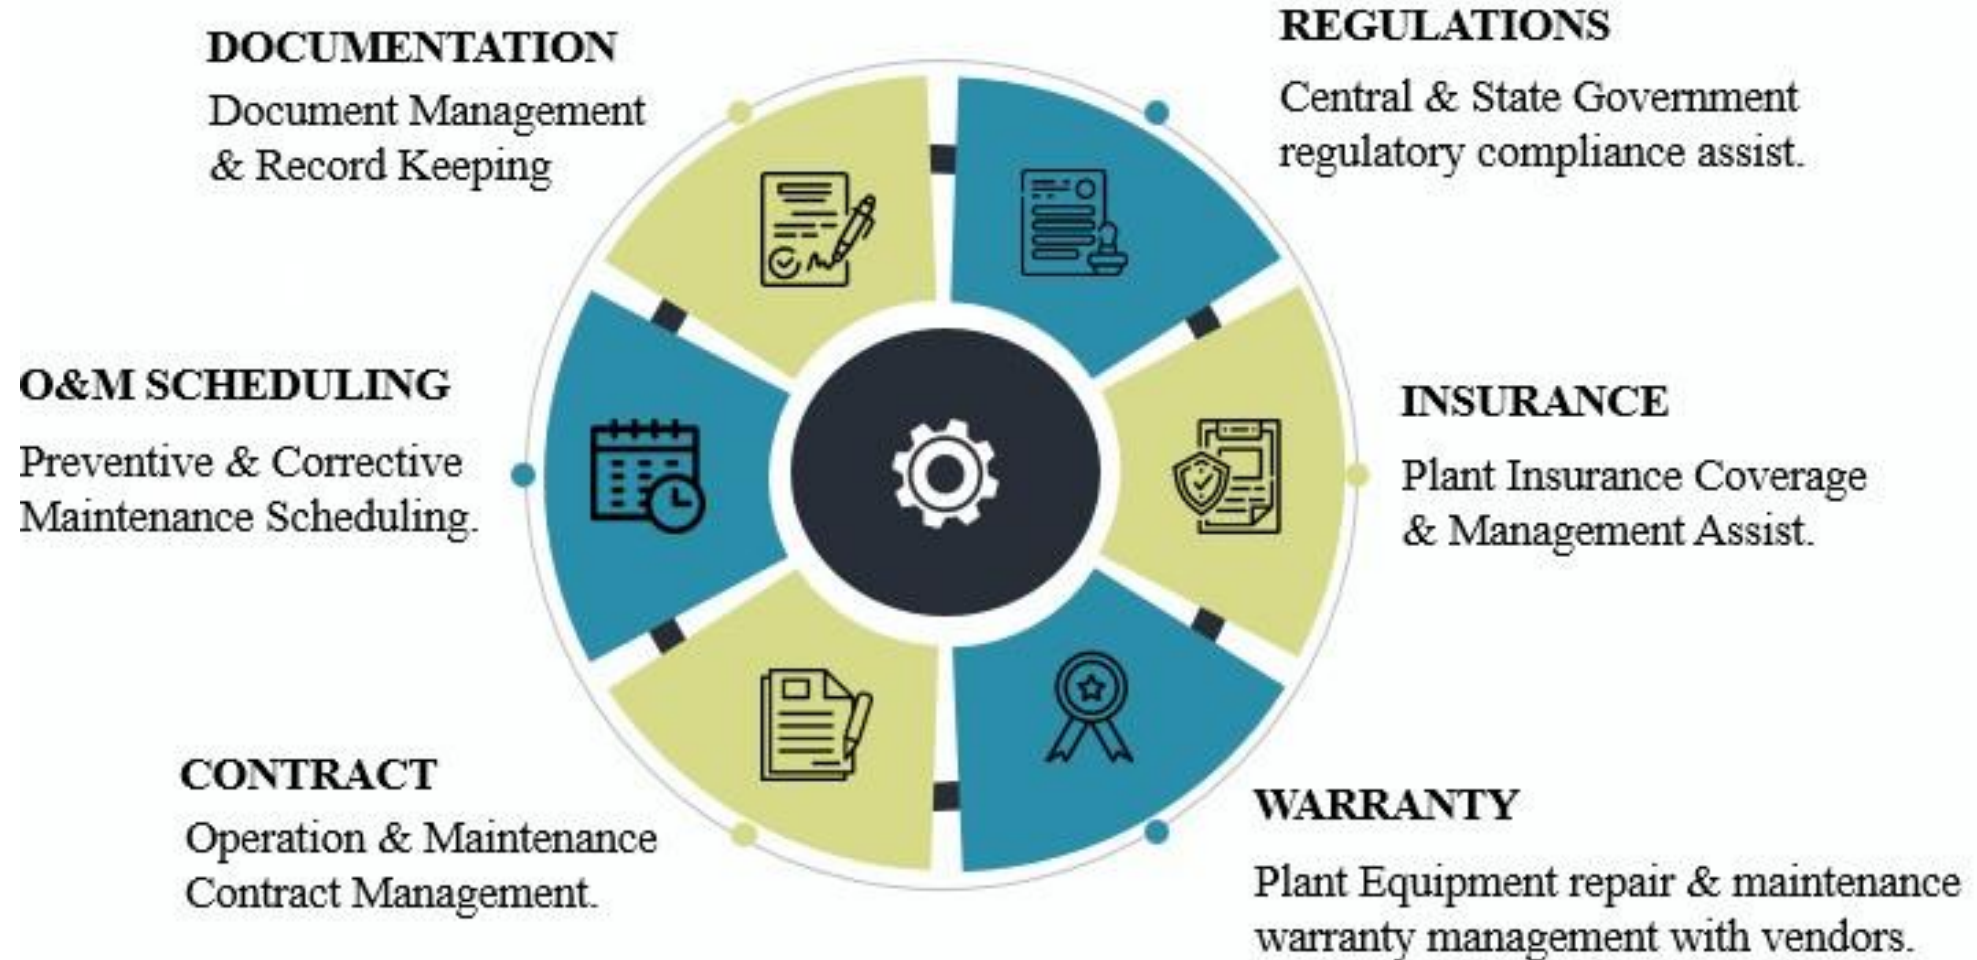 DOCUMENTATION
Document Management
& Record Keeping
REGULATIONS
Central & State Government
regulatory compliance assist.
O&M SCHEDULING
Preventive & Corrective
Maintenance Scheduling.
INSURANCE
Plant Insurance Coverage
& Management Assist.
CONTRACT
Operation & Maintenance
Contract Management.
WARRANTY
Plant Equipment repair & maintenance
warranty management with vendors.